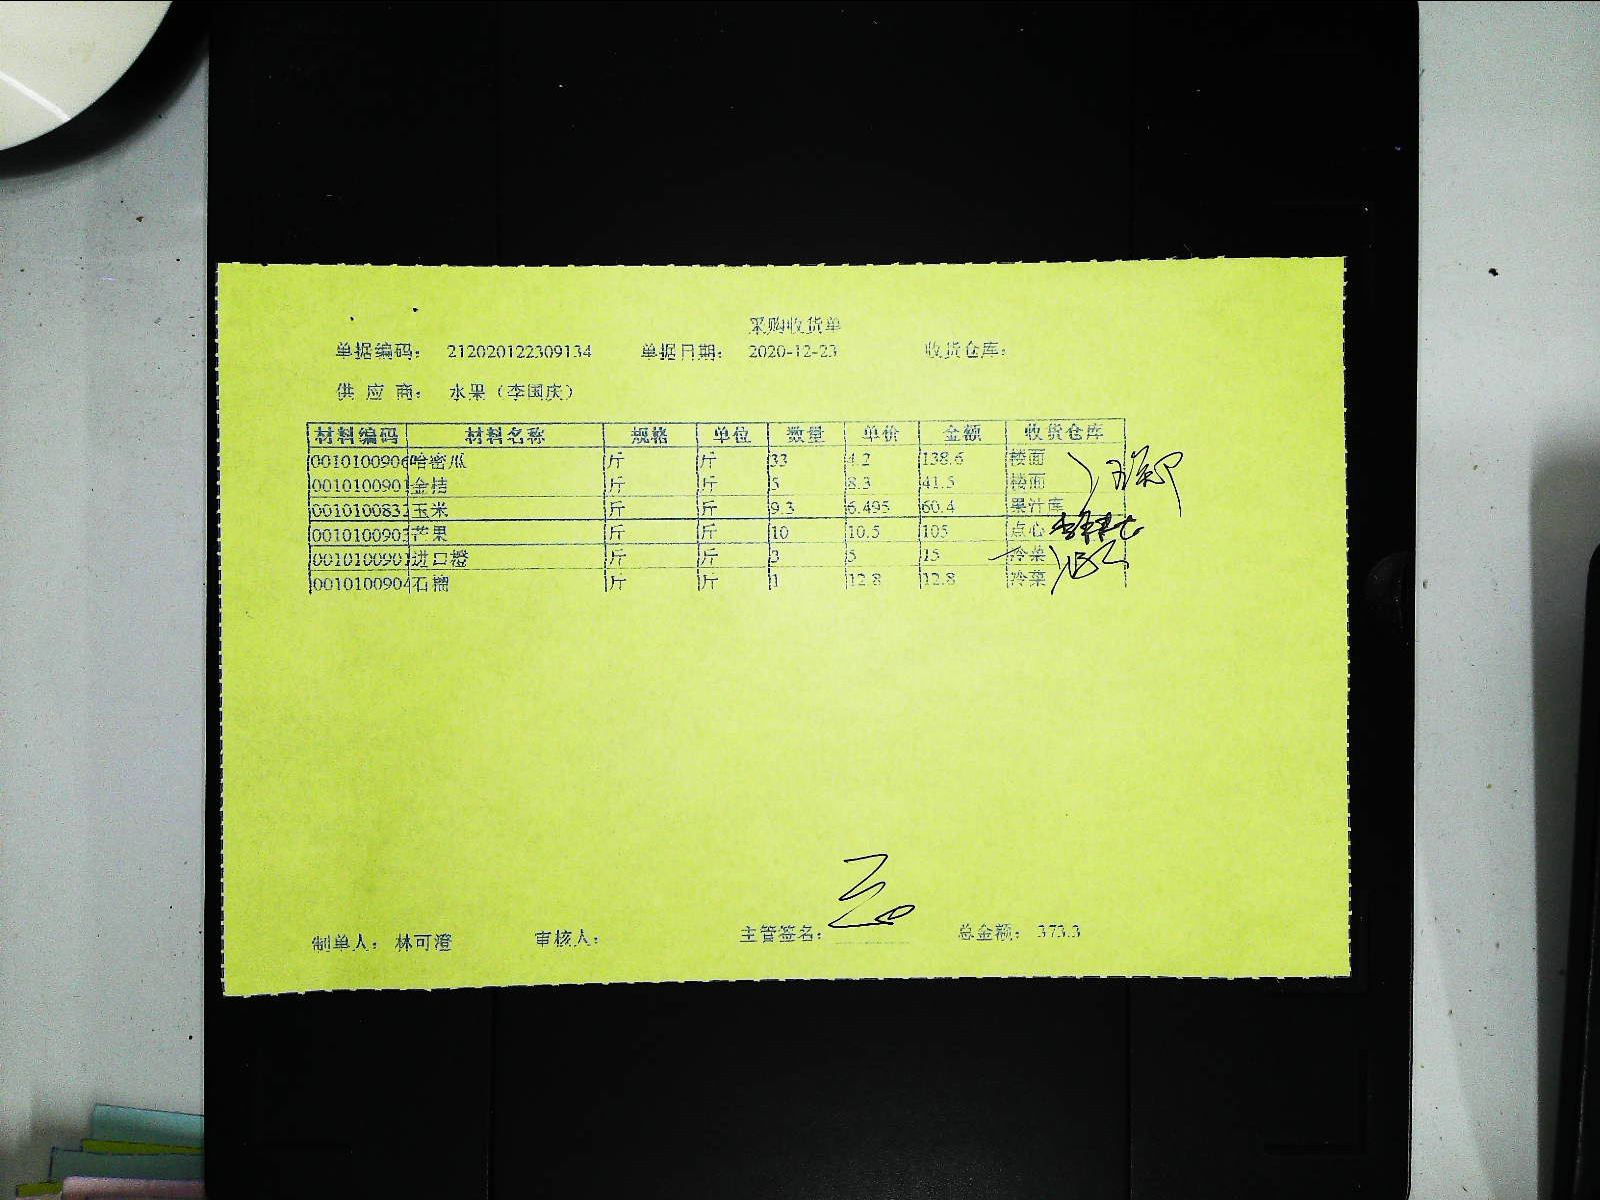 采购收货单
单据编码： 212020122309134 单据日期： 2020-12-23 收货仓库：
供 应 商： 水果（李国庆）
材料编码 材料名称 规格 单位 数量 单价 金额 收货仓库
0010100906 哈密瓜 斤 斤 33 4.2 138.6 楼面
0010100901 金桔 斤 斤 5 8.3 41.5 楼面
0010100832 玉米 斤 斤 9.3 6.495 60.4 果汁库
0010100903 芒果 斤 斤 10 10.5 105 点心
0010100901 进口橙 斤 斤 3 5 15 冷菜
0010100904 石榴 斤 斤 1 12.8 12.8 冷菜
制单人： 林可澄 审核人： 主管签名： 总金额： 373.3